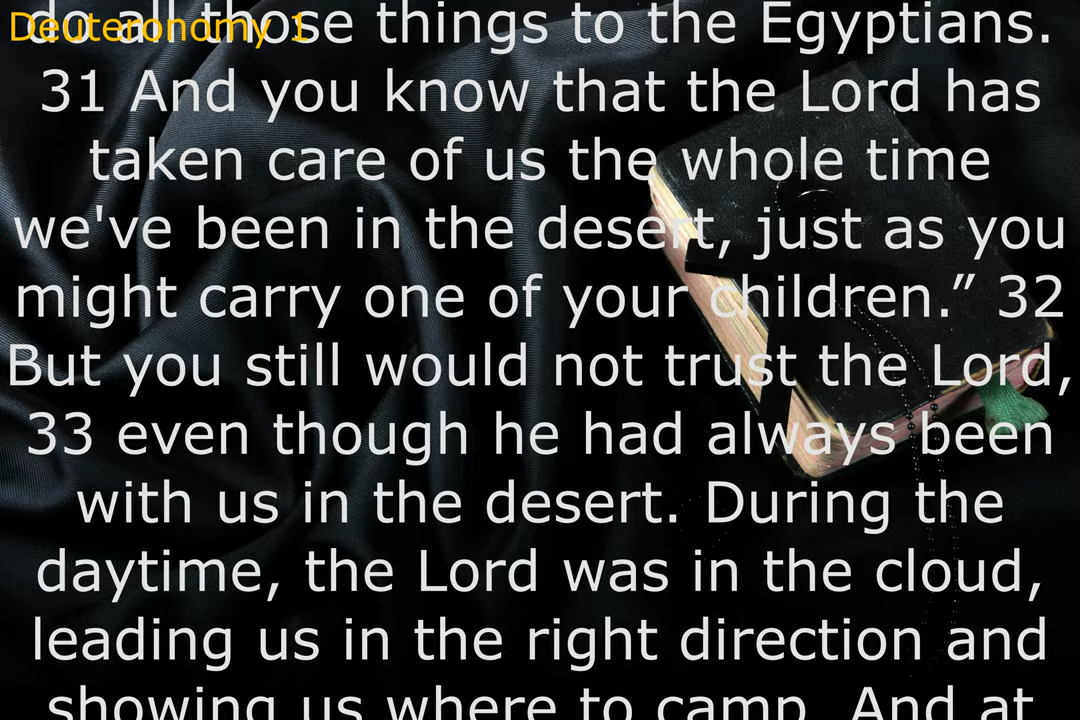 Deuteronomy 1
do all those things to the Egyptians.
31 And you know that the Lord has
taken care of us the whole time
we've been in the desert, just as you
might carry one of your children.” 32
But you still would not trust the Lord,
33 even though he had always been
with us in the desert. During the
daytime, the Lord was in the cloud,
leading us in the right direction and
showing us where to camp. And at